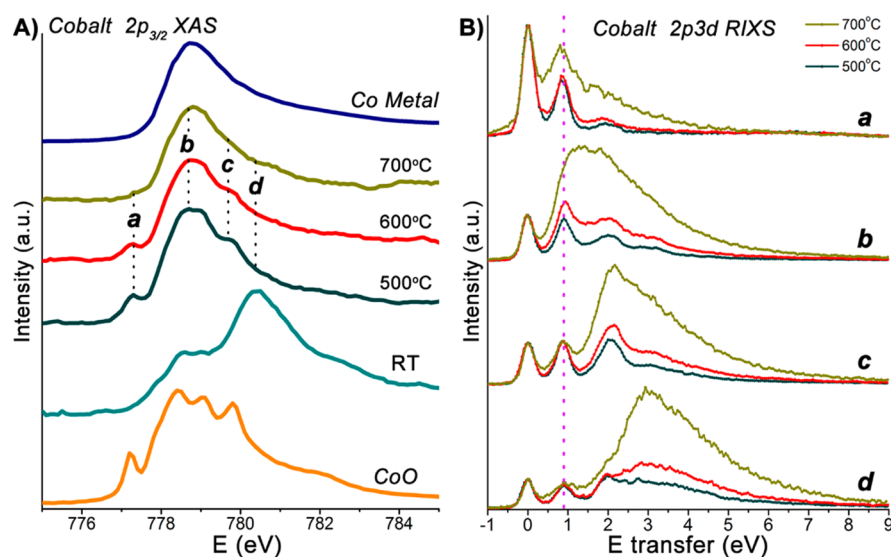 A)
Cobalt 2p3/2 XAS
Co Metal
700°C
b
c
d
a
600°C
500°C
RT
CoO
Intensity (a.u.)
776
778
780
782
784
E (eV)
B)
Cobalt 2p3d RIXS
700°C
600°C
500°C
a
b
c
d
Intensity (a.u.)
-1 0 1 2 3 4 5 6 7 8 9
E transfer (eV)